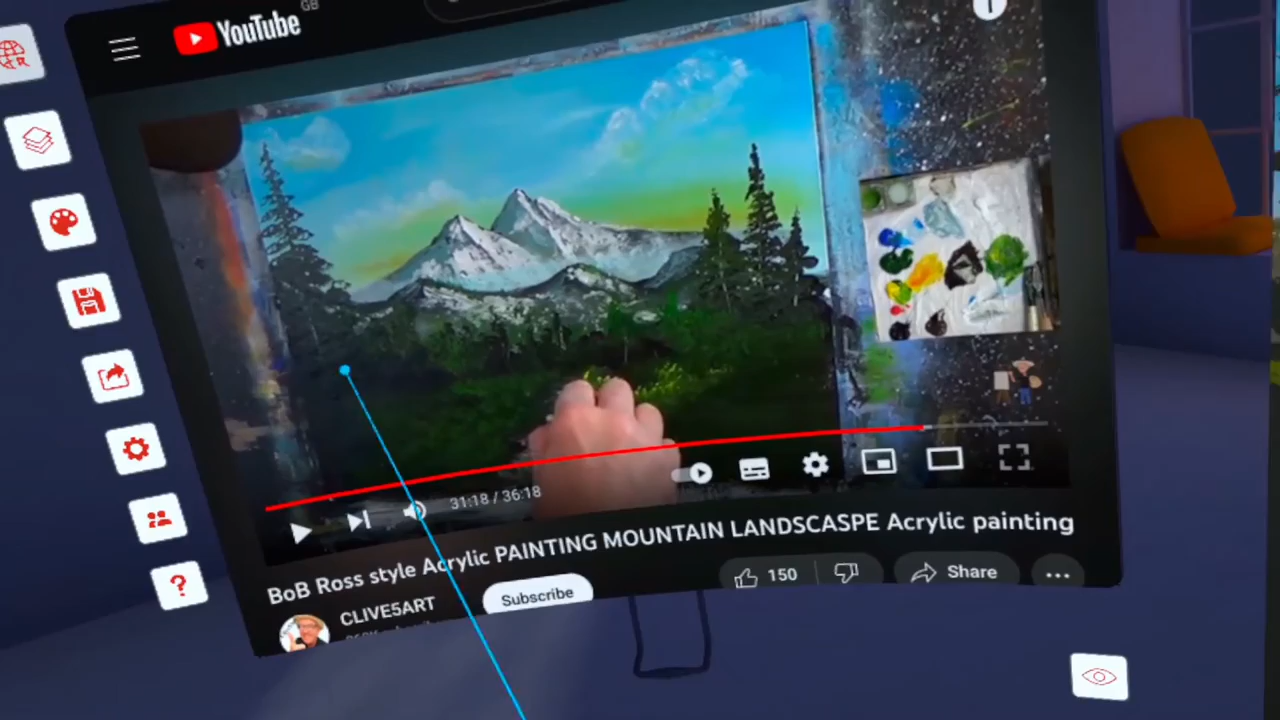 YouTube GB
31:18 / 36:18
BoB Ross style Acrylic PAINTING MOUNTAIN LANDSCASPE Acrylic painting
CLIVE5ART
Subscribe
150
Share
?